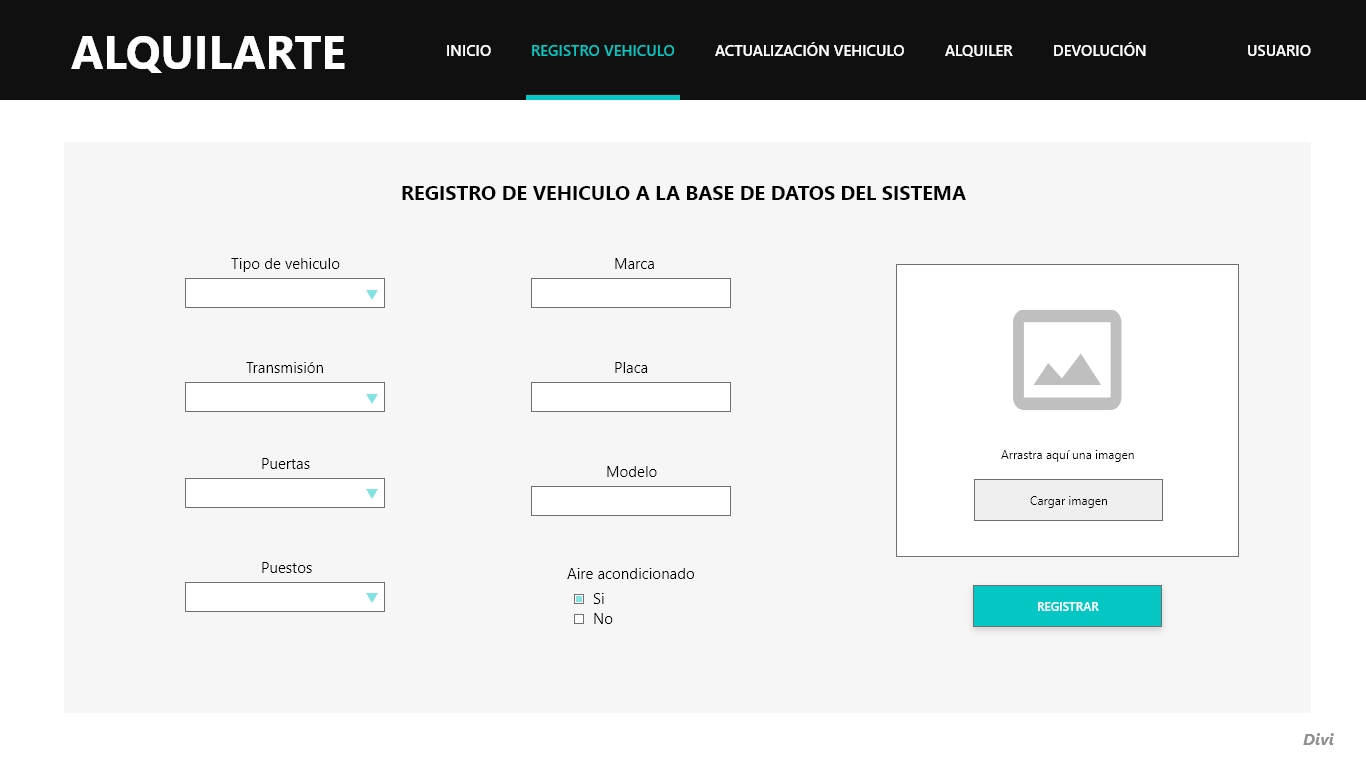 ALQUILARTE
INICIO
REGISTRO VEHICULO
ACTUALIZACIÓN VEHICULO
ALQUILER
DEVOLUCIÓN
USUARIO
REGISTRO DE VEHICULO A LA BASE DE DATOS DEL SISTEMA
Tipo de vehiculo
Transmisión
Puertas
Puestos
Marca
Placa
Modelo
Aire acondicionado
Si
No
Arrastra aquí una imagen
Cargar imagen
REGISTRAR
Divi